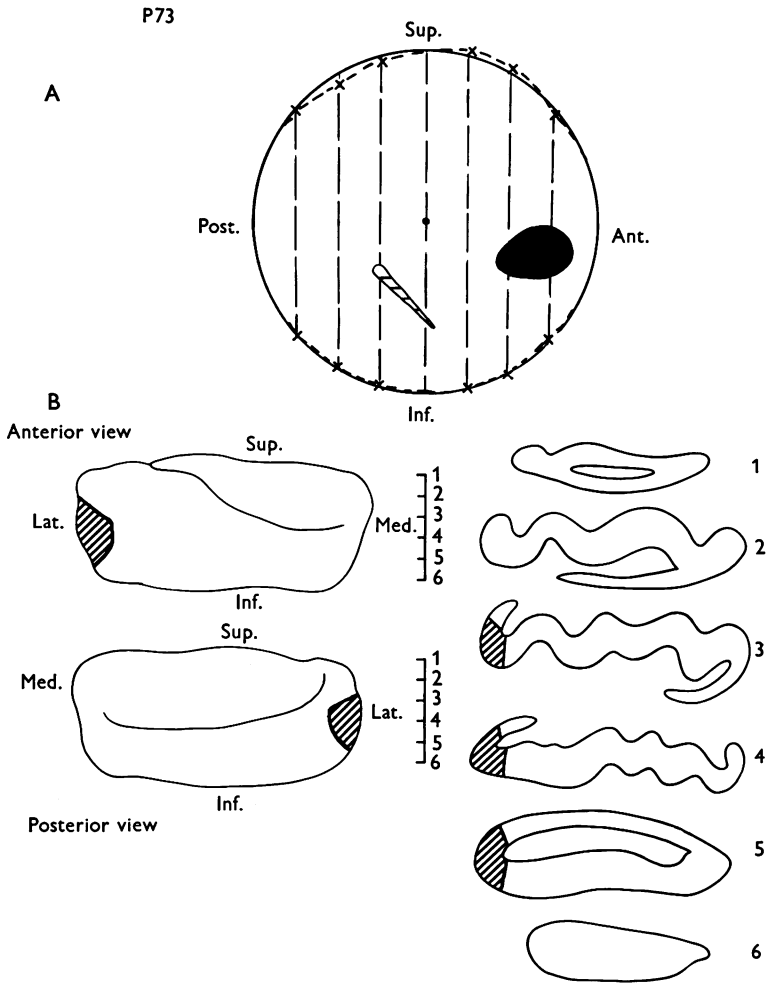 P73
A
Sup.
Post.
Ant.
Inf.
B
Anterior view
Sup.
Lat.
Med.
1
2
3
4
5
6
Inf.
Sup.
Med.
Lat.
1
2
3
4
5
6
Inf.
Posterior view
1
2
3
4
5
6